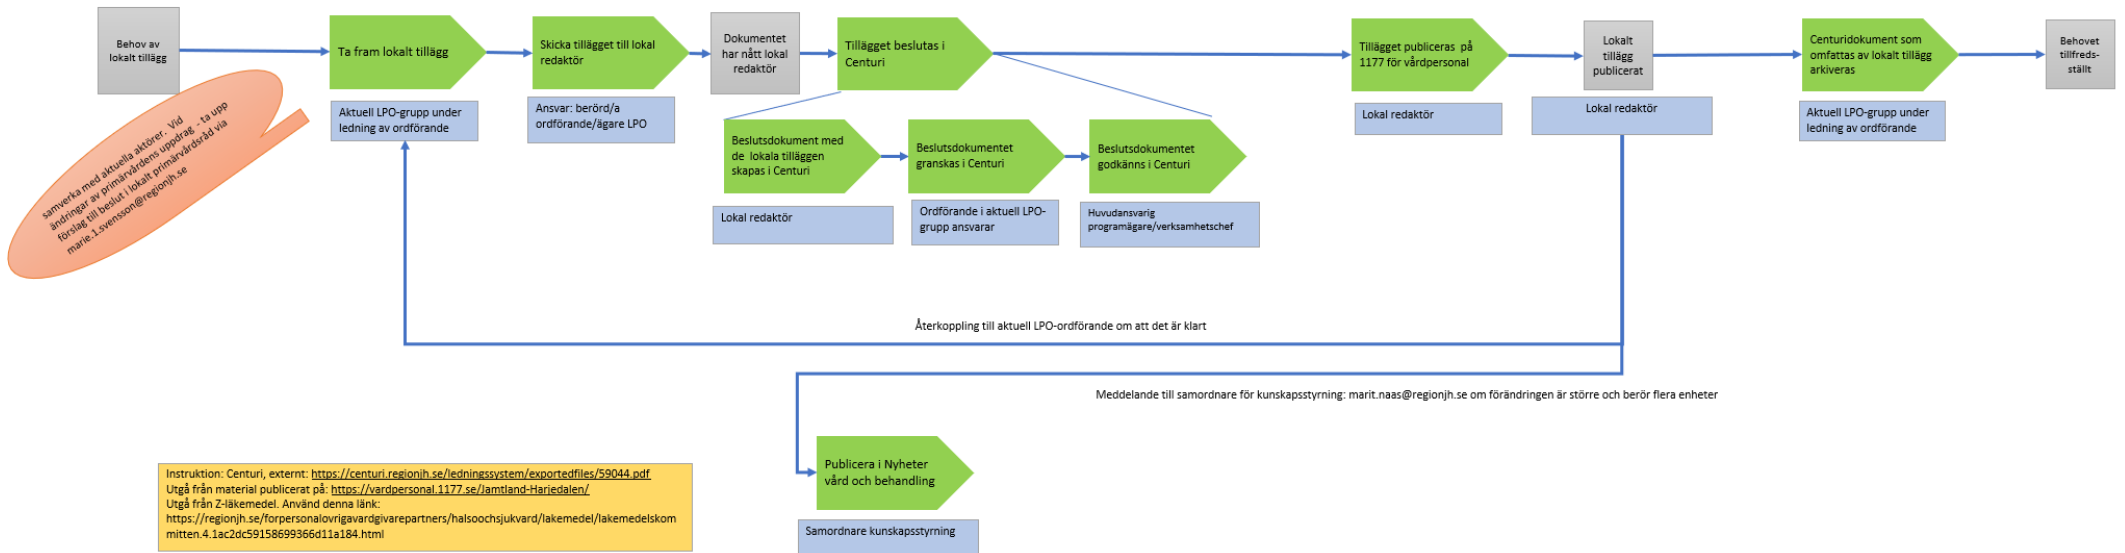 Behov av
lokalt tillägg
Ta fram lokalt tillägg
Skicka tillägget till lokal
redaktör
Dokumentet
har nått lokal
redaktör
Tillägget beslutas i
Centuri
Tillägget publiceras på
1177 för vårdpersonal
Lokalt
tillägg
publicerat
Centuridokument som
omfattas av lokalt tillägg
arkiveras
Behovet
tillfreds-
ställt
samverka med aktuella aktörer. Vid
ändringar av primärvårdens uppdrag - ta upp
förslag till beslut i lokalt primärvårdsråd via
marie.1.svensson@regionjh.se
Aktuell LPO-grupp under
ledning av ordförande
Ansvar: berörd/a
ordförande/ägare LPO
Lokal redaktör
Lokal redaktör
Aktuell LPO-grupp under
ledning av ordförande
Beslutsdokument med
de lokala tilläggen
skapas i Centuri
Beslutsdokumentet
granskas i Centuri
Beslutsdokumentet
godkänns i Centuri
Lokal redaktör
Ordförande i aktuell LPO-
grupp ansvarar
Huvudansvarig
programägare/verksamhetschef
Återkoppling till aktuell LPO-ordförande om att det är klart
Meddelande till samordnare för kunskapsstyrning: marit.naas@regionjh.se om förändringen är större och berör flera enheter
Publicera i Nyheter
vård och behandling
Samordnare kunskapsstyrning
Instruktion: Centuri, externt: https://centuri.regionjh.se/ledningssystem/exportedfiles/59044.pdf
Utgå från material publicerat på: https://vardpersonal.1177.se/Jamtland-Harjedalen/
Utgå från Z-läkemedel. Använd denna länk:
https://regionjh.se/forpersonalovrigavardgivarepartners/halsoochsjukvard/lakemedel/lakemedelskom
mitten.4.1ac2dc59158699366d11a184.html